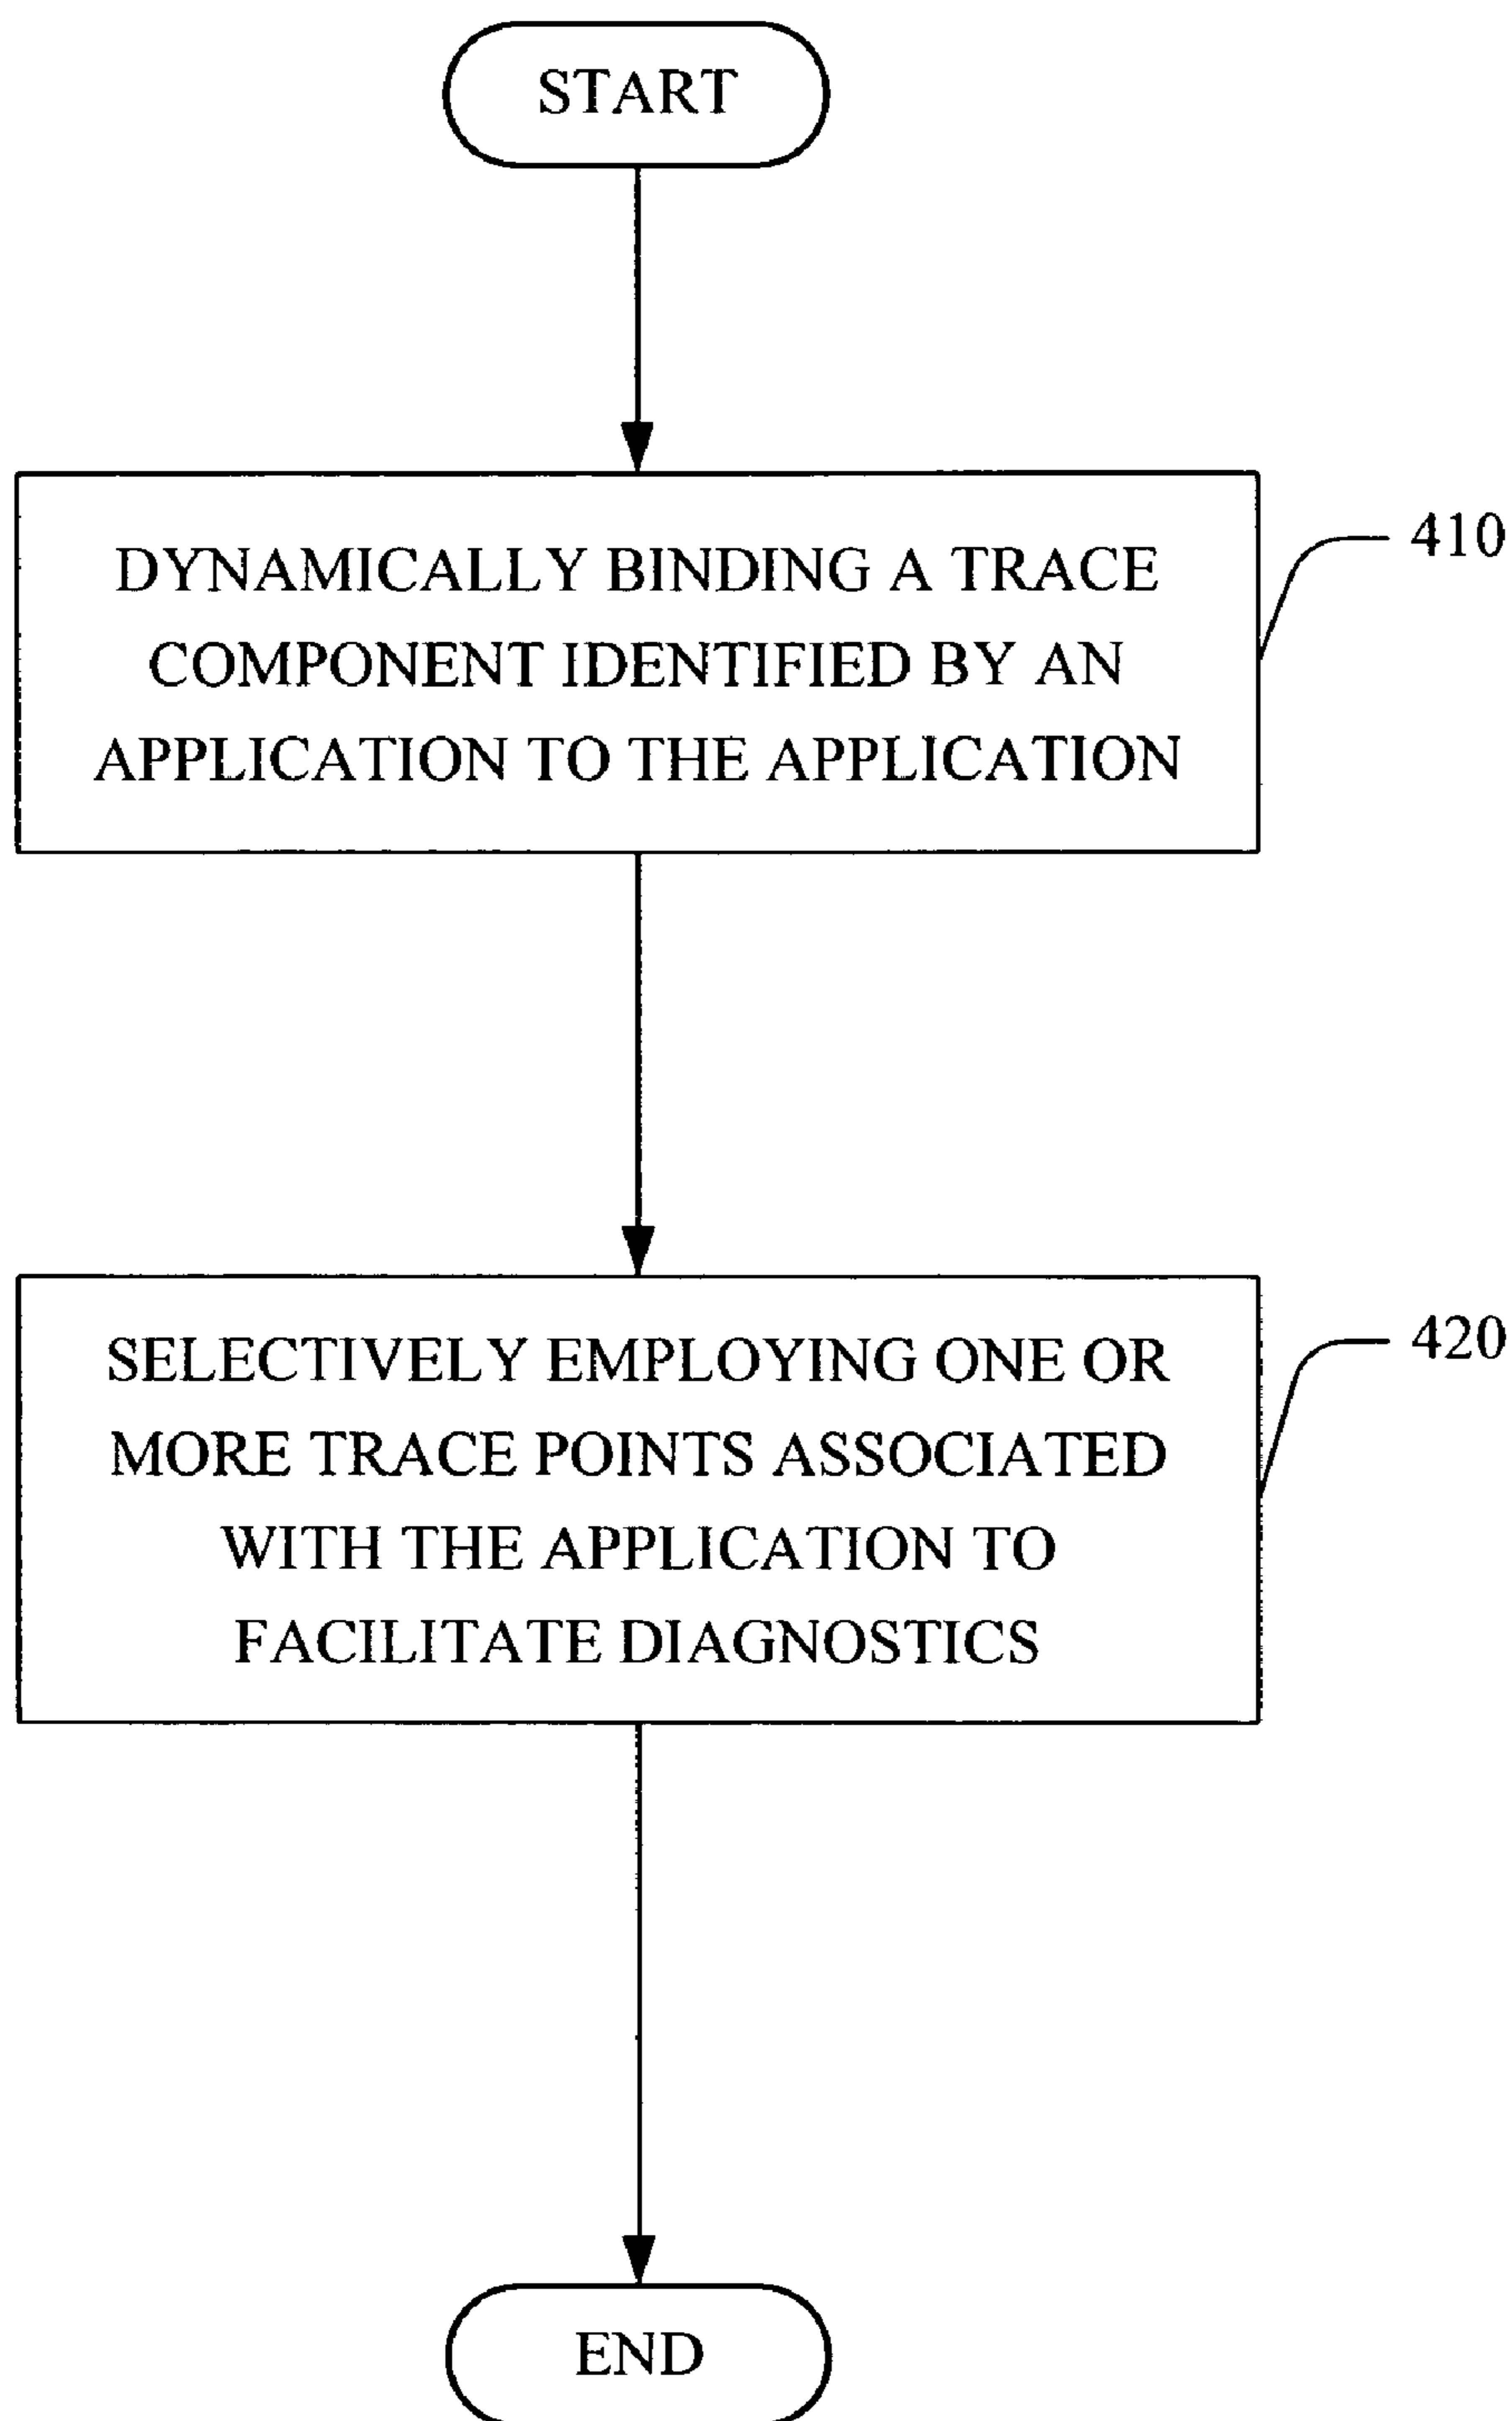 START
DYNAMICALLY BINDING A TRACE
COMPONENT IDENTIFIED BY AN
APPLICATION TO THE APPLICATION
410
SELECTIVELY EMPLOYING ONE OR
MORE TRACE POINTS ASSOCIATED
WITH THE APPLICATION TO
FACILITATE DIAGNOSTICS
420
END